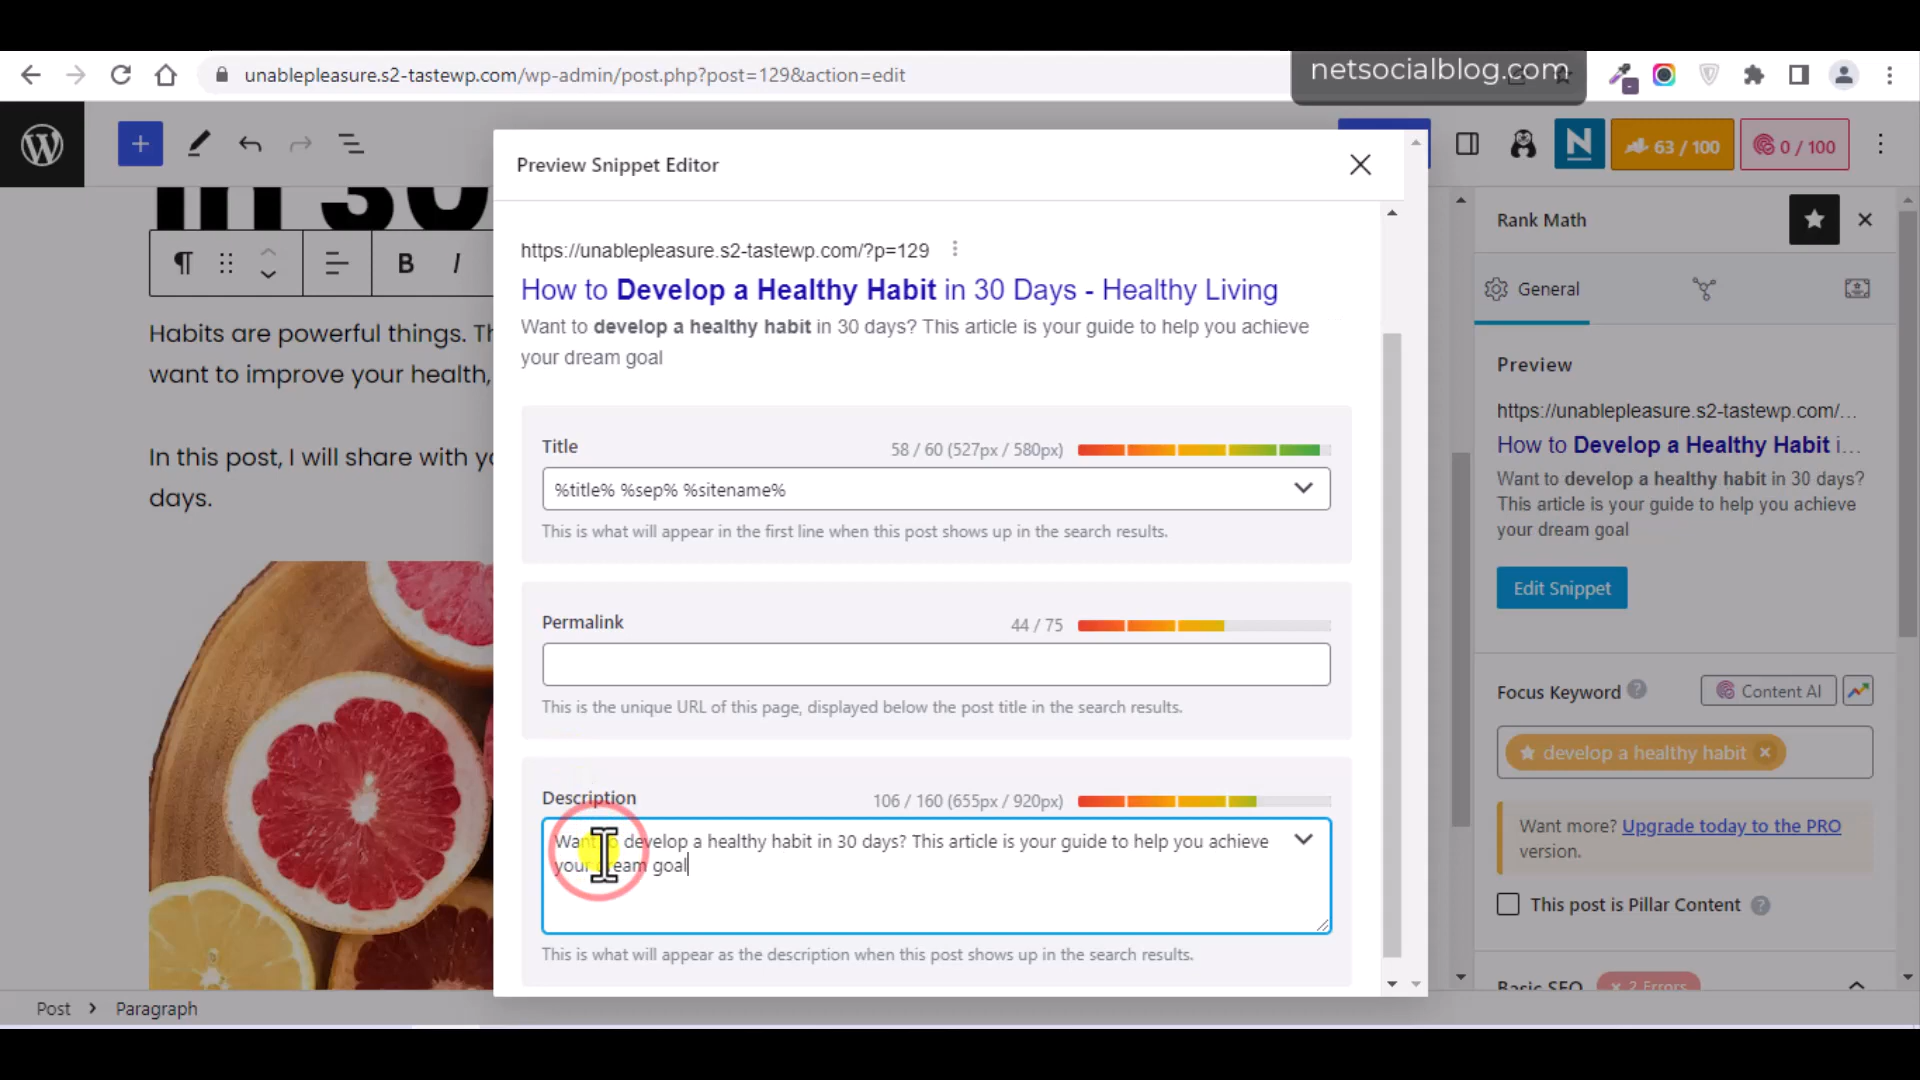 unablepleasure.s2-tastewp.com/wp-admin/post.php?post=129&action=edit
netsocialblog.com
63 / 100
0 / 100
in 30
B I
Habits are powerful things. Th
want to improve your health,
In this post, I will share with yo
days.
Preview Snippet Editor
https://unablepleasure.s2-tastewp.com/?p=129
How to Develop a Healthy Habit in 30 Days - Healthy Living
Want to develop a healthy habit in 30 days? This article is your guide to help you achieve
your dream goal
Title
58 / 60 (527px / 580px)
%title% %sep% %sitename%
This is what will appear in the first line when this post shows up in the search results.
Permalink
44 / 75
This is the unique URL of this page, displayed below the post title in the search results.
Description
106 / 160 (655px / 920px)
Want to develop a healthy habit in 30 days? This article is your guide to help you achieve
your dream goal
This is what will appear as the description when this post shows up in the search results.
Rank Math
General
Preview
https://unablepleasure.s2-tastewp.com/...
How to Develop a Healthy Habit i...
Want to develop a healthy habit in 30 days?
This article is your guide to help you achieve
your dream goal
Edit Snippet
Focus Keyword
Content AI
develop a healthy habit
Want more? Upgrade today to the PRO
version.
This post is Pillar Content
Basic SEO
2 Errors
Post
Paragraph